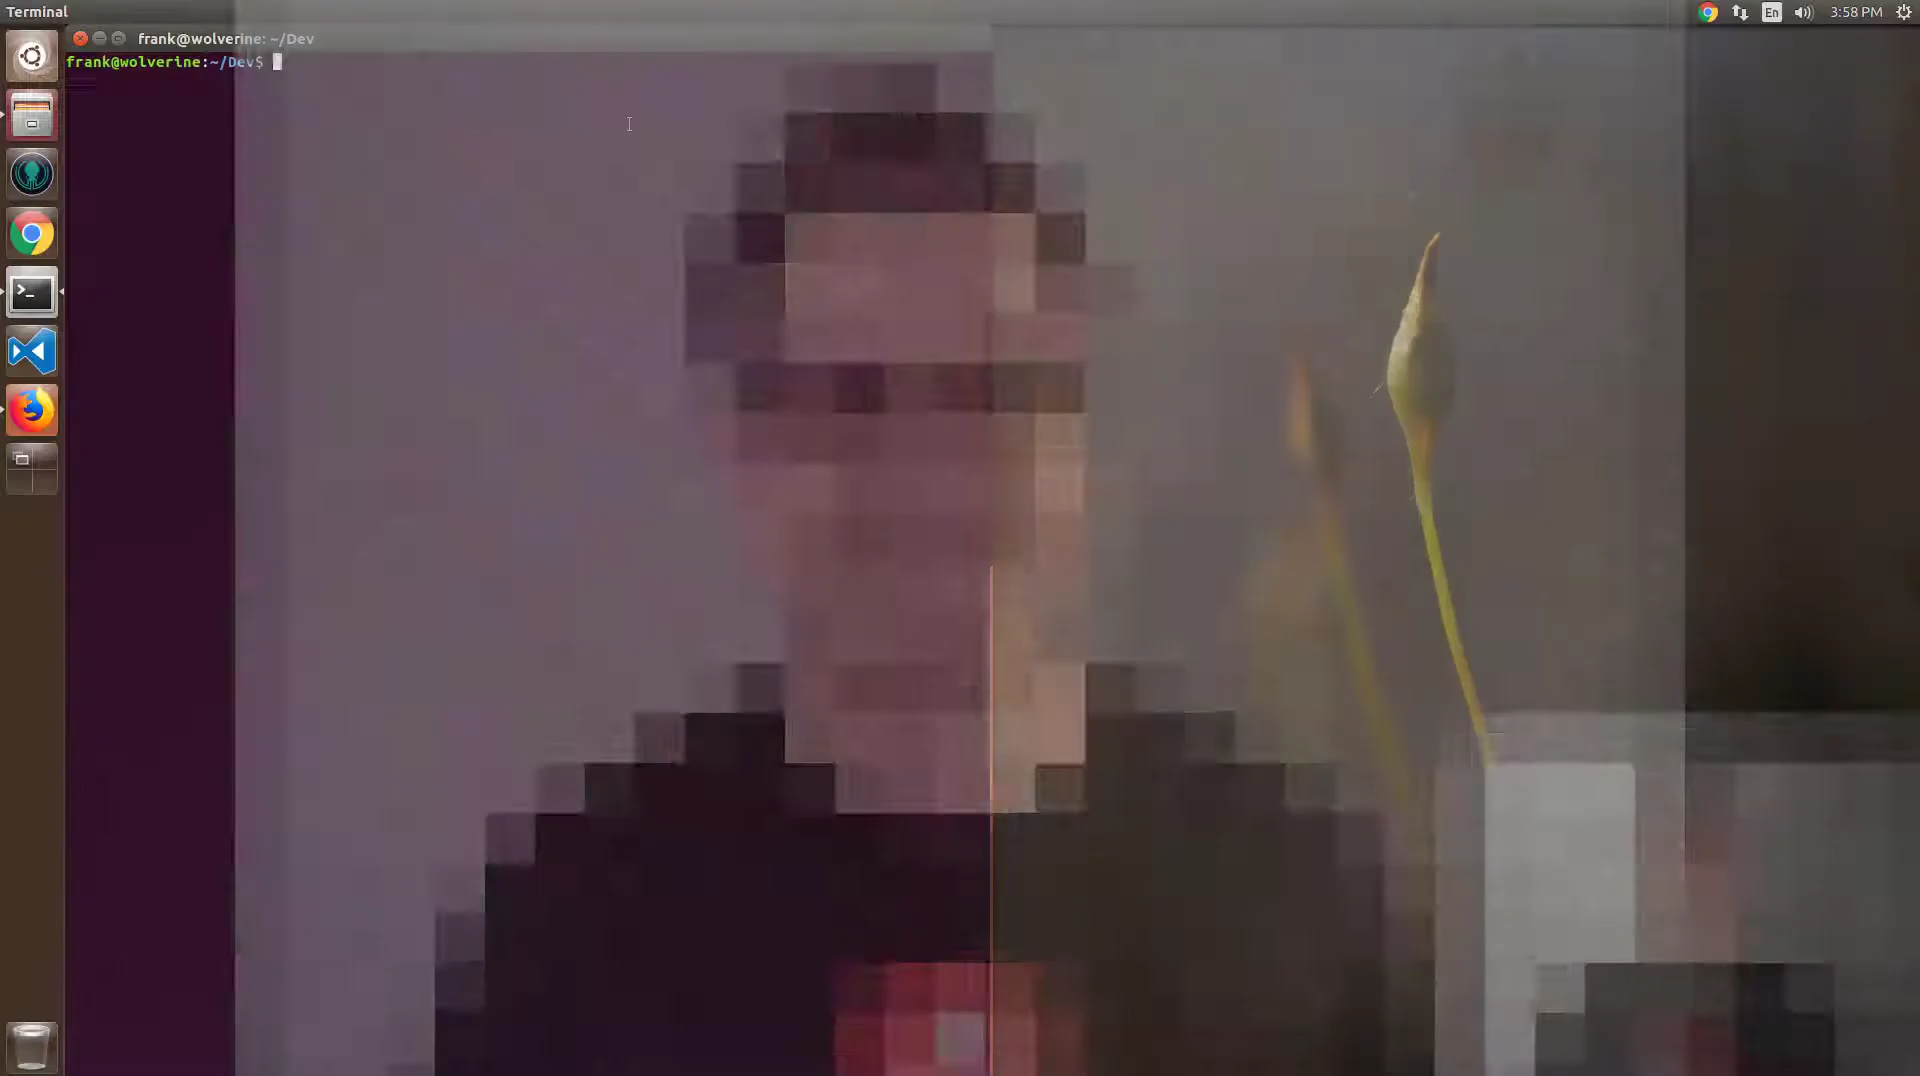 Terminal
En
3:58 PM
frank@wolverine: ~/Dev
frank@wolverine:~/Dev$